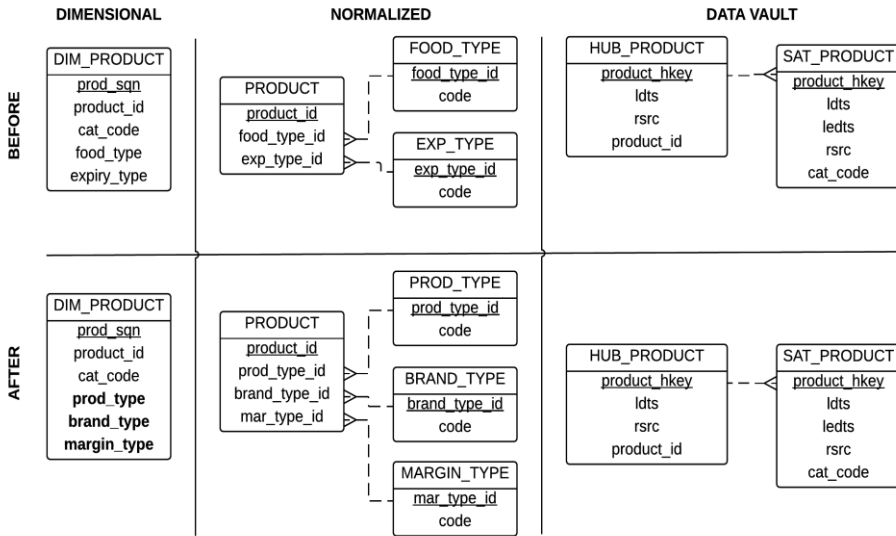 DIMENSIONAL
NORMALIZED
DATA VAULT
BEFORE
DIM_PRODUCT
prod_sqn
product_id
cat_code
food_type
expiry_type
PRODUCT
product_id
food_type_id
exp_type_id
FOOD_TYPE
food_type_id
code
EXP_TYPE
exp_type_id
code
HUB_PRODUCT
product_hkey
ldts
rsrc
product_id
SAT_PRODUCT
product_hkey
ldts
ledts
rsrc
cat_code
AFTER
DIM_PRODUCT
prod_sqn
product_id
cat_code
prod_type
brand_type
margin_type
PRODUCT
product_id
prod_type_id
brand_type_id
mar_type_id
PROD_TYPE
prod_type_id
code
BRAND_TYPE
brand_type_id
code
MARGIN_TYPE
mar_type_id
code
HUB_PRODUCT
product_hkey
ldts
rsrc
product_id
SAT_PRODUCT
product_hkey
ldts
ledts
rsrc
cat_code